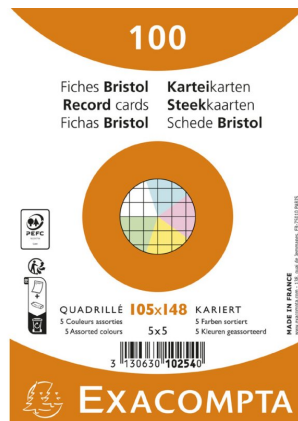 100
Fiches Bristol Karteikarten
Record cards Steekkaarten
Fichas Bristol Schede Bristol
PEFC
QUADRILLÉ 105x148 KARIERT
5 Couleurs assorties 5 Farben sortiert
5 Assorted colours 5x5 5 Kleuren geassorteerd
MADE IN FRANCE
3 130630 102540
EXACOMPTA